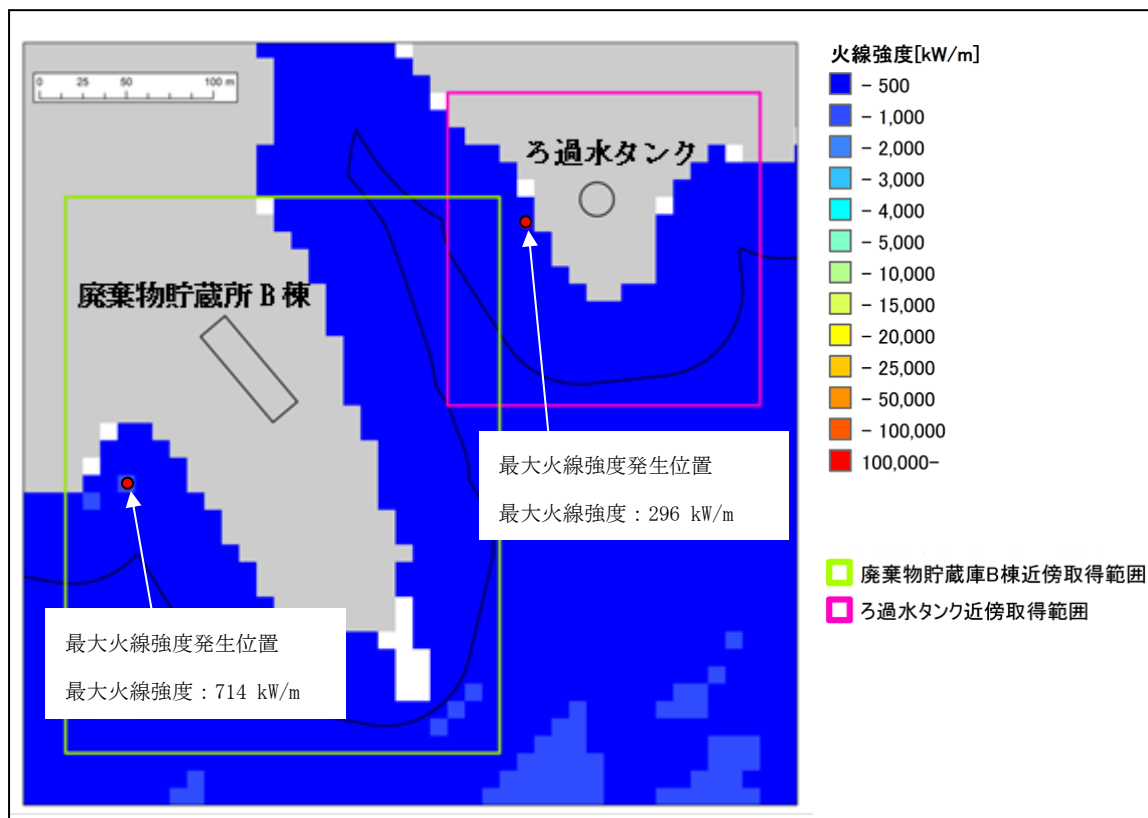 0 25 50 100 m
ろ過水タンク
廃棄物貯蔵所B棟
最大火線強度発生位置
最大火線強度：296 kW/m
最大火線強度発生位置
最大火線強度：714 kW/m
火線強度[kW/m]
- 500
- 1,000
- 2,000
- 3,000
- 4,000
- 5,000
- 10,000
- 15,000
- 20,000
- 25,000
- 50,000
- 100,000
100,000-
廃棄物貯蔵庫B棟近傍取得範囲
ろ過水タンク近傍取得範囲